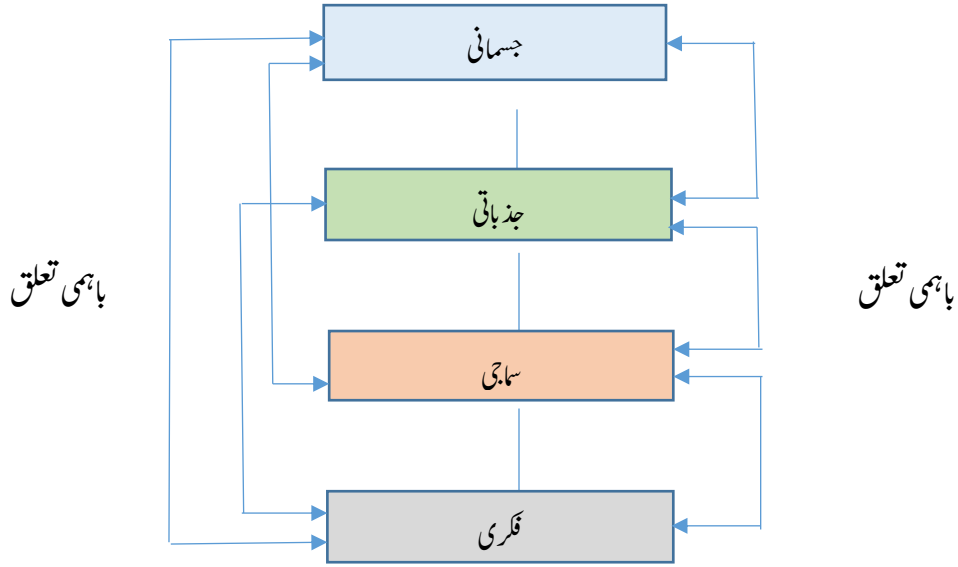 جسمانی
جذباتی
باہمی تعلق
باہمی تعلق
سماجی
فکری